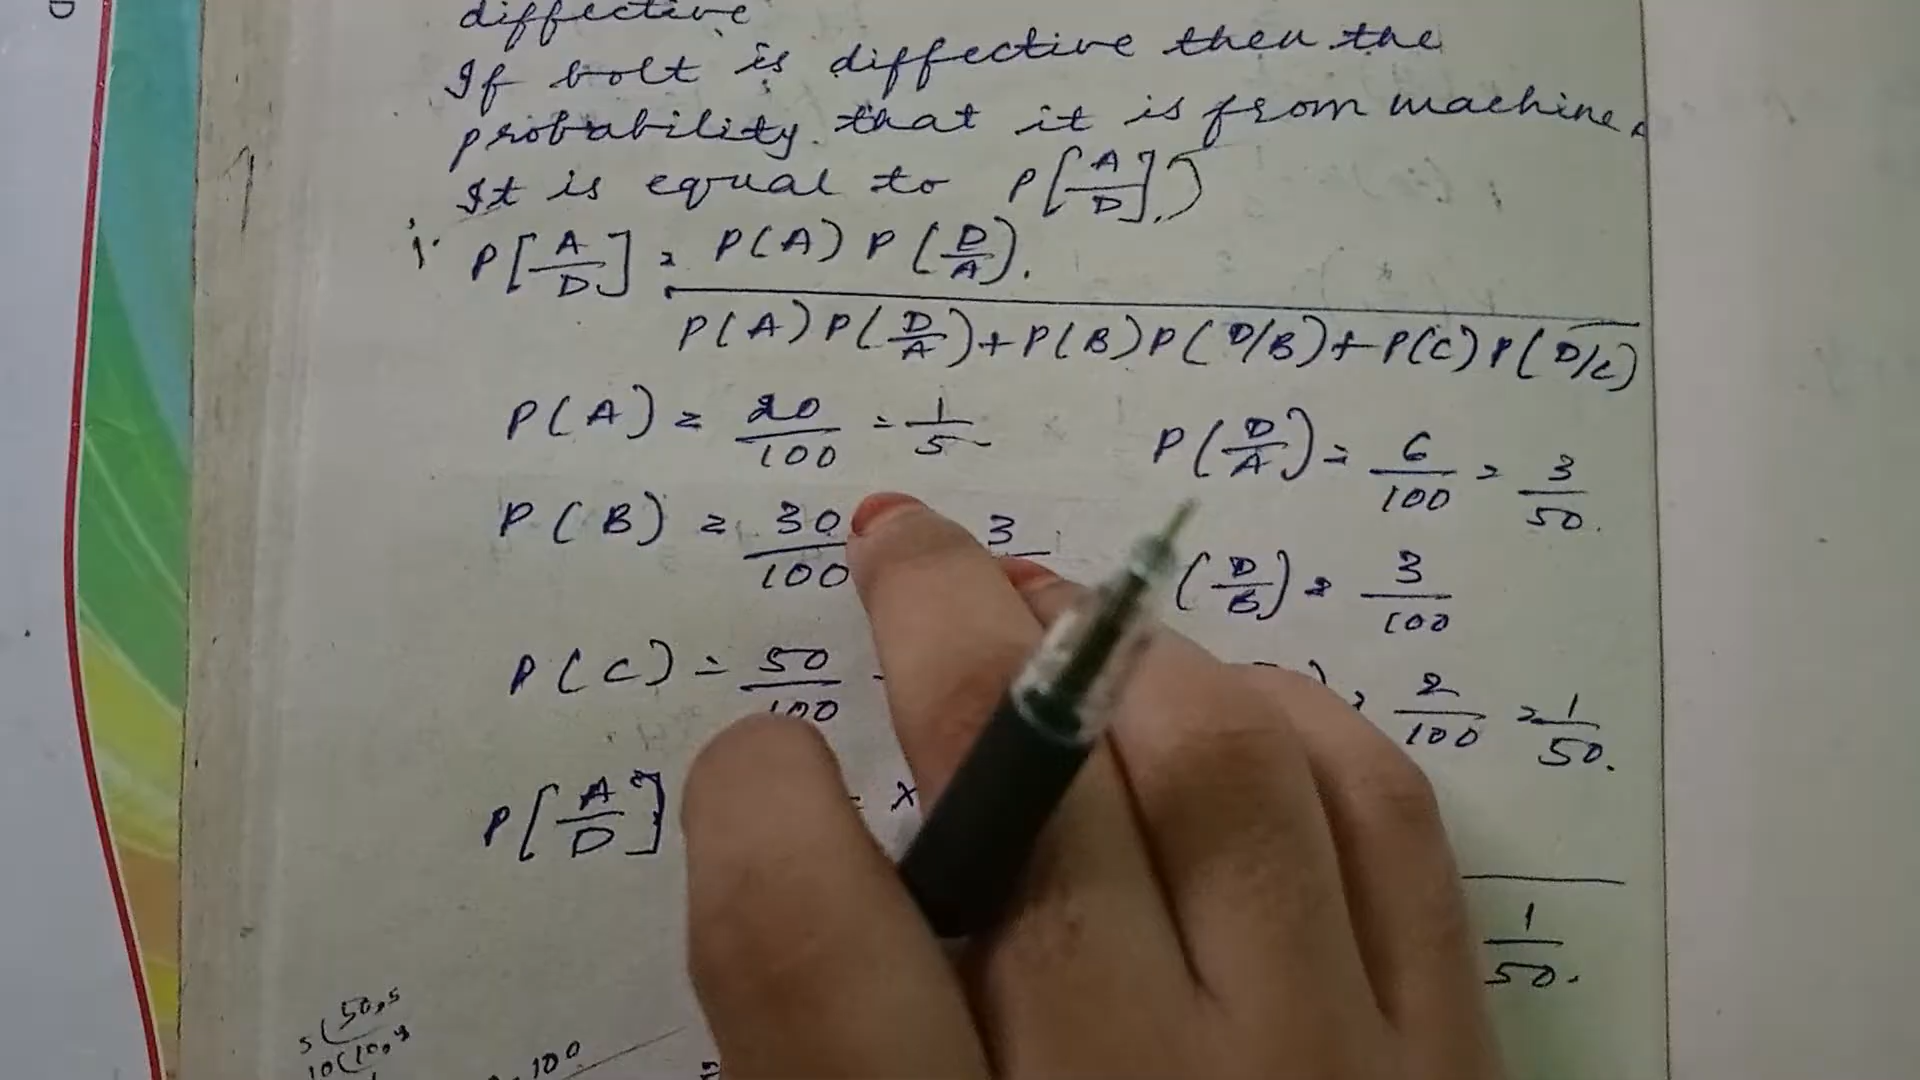 diffective
If bolt is diffective then the
probability that it is from machine
It is equal to P[A/D].)
i. P[A/D] = P(A) P(D/A).
P(A) P(D/A) + P(B) P(D/B) + P(C) P(D/C)
P(A) = 20/100 = 1/5
P(D/A) = 6/100 = 3/50.
P(B) = 30/100 3
(D/B) = 3/100
P(C) = 50/100 =
) = 2/100 = 1/50.
P[A/D] = x
1/50.
100